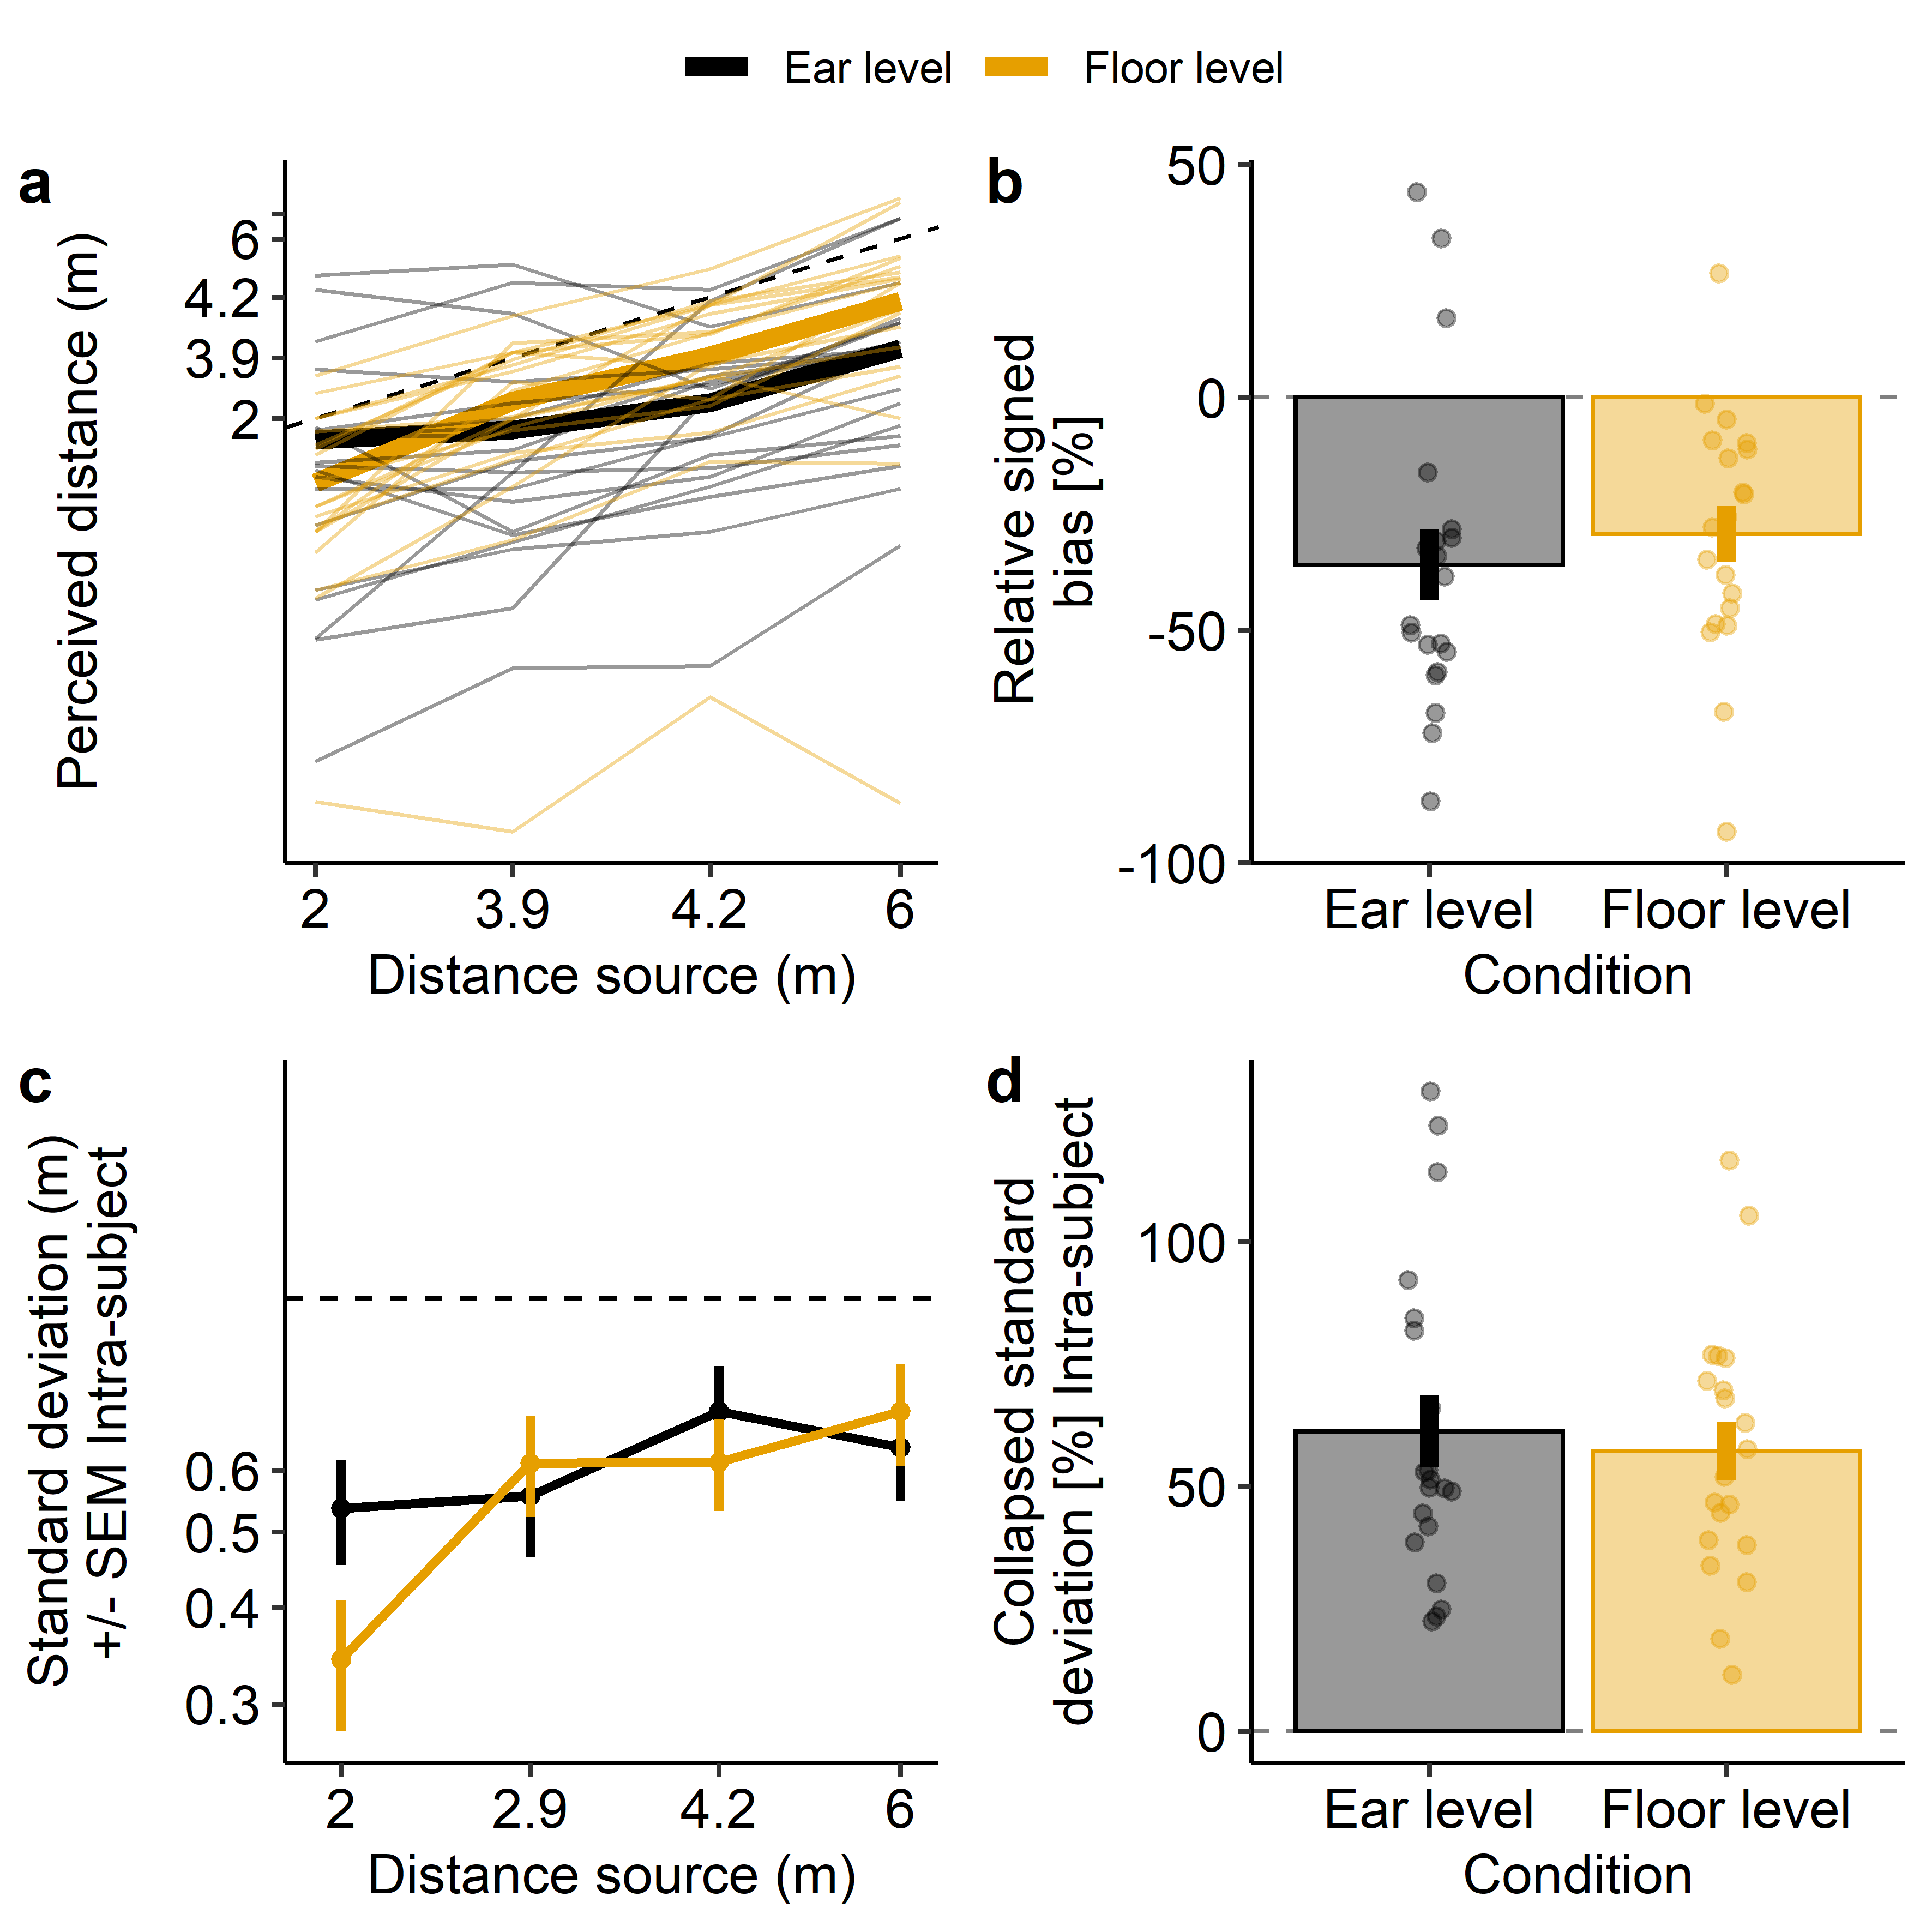 Ear level Floor level
a
Perceived distance (m)
6
4.2
3.9
2
2 3.9 4.2 6
Distance source (m)
b
Relative signed
bias [%]
50
0
-50
-100
Ear level Floor level
Condition
c
Standard deviation (m)
+/- SEM Intra-subject
0.6
0.5
0.4
0.3
2 2.9 4.2 6
Distance source (m)
d
Collapsed standard
deviation [%] Intra-subject
100
50
0
Ear level Floor level
Condition